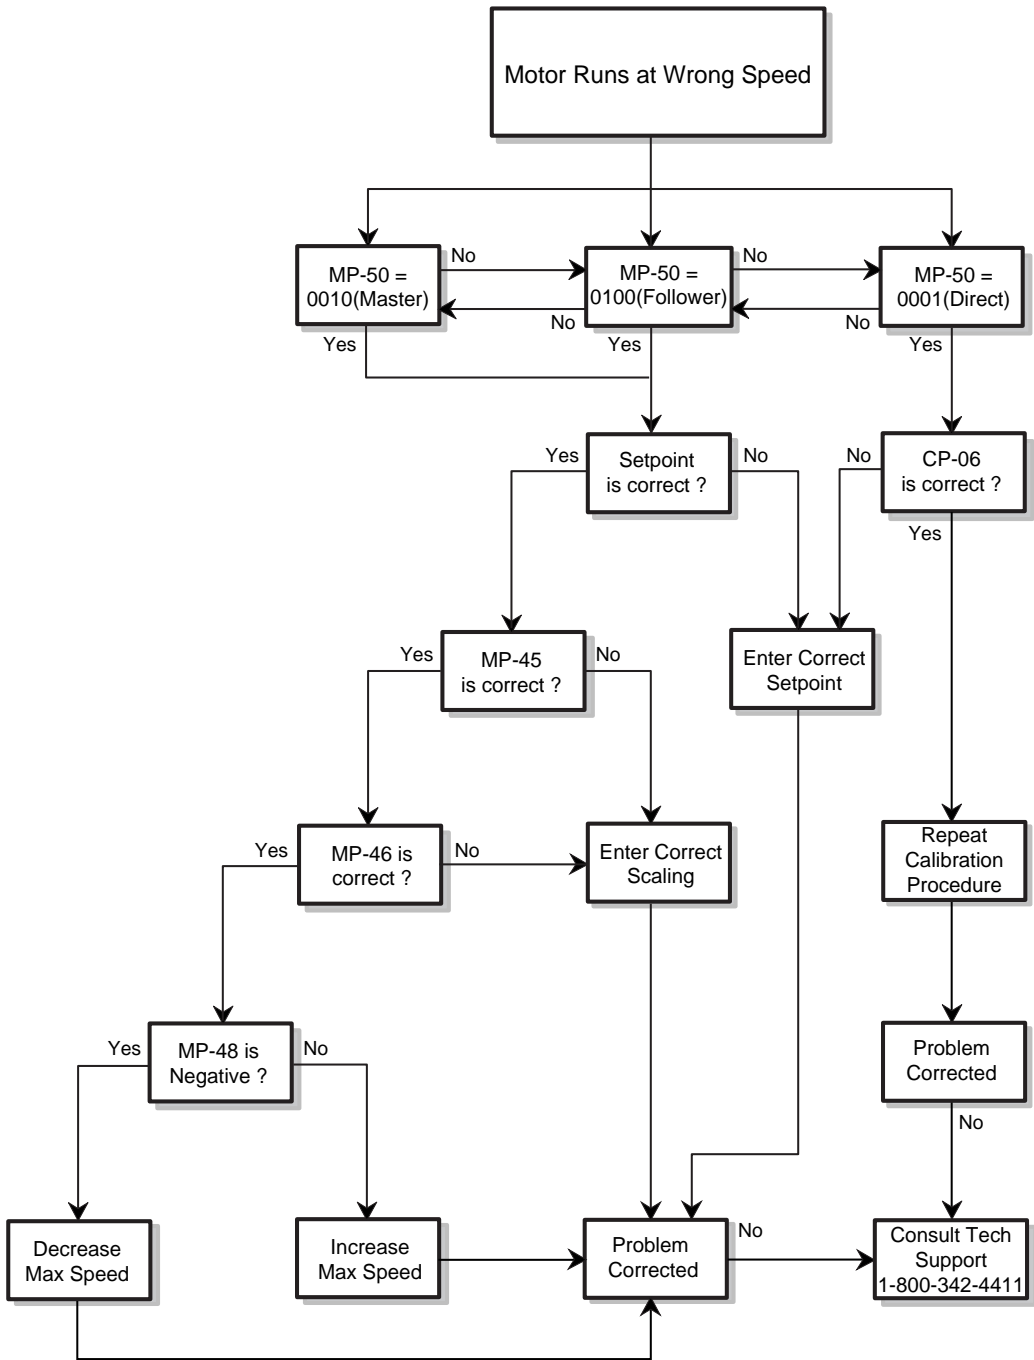 Motor Runs at Wrong Speed
MP-50 =
0010(Master)
No
No
MP-50 =
0100(Follower)
No
No
MP-50 =
0001(Direct)
Yes
Yes
Yes
Yes
Setpoint
is correct ?
No
No
CP-06
is correct ?
Yes
Yes
MP-45
is correct ?
No
Enter Correct
Setpoint
Yes
MP-46 is
correct ?
No
Enter Correct
Scaling
Repeat
Calibration
Procedure
Yes
MP-48 is
Negative ?
No
Problem
Corrected
No
Decrease
Max Speed
Increase
Max Speed
Problem
Corrected
No
Consult Tech
Support
1-800-342-4411